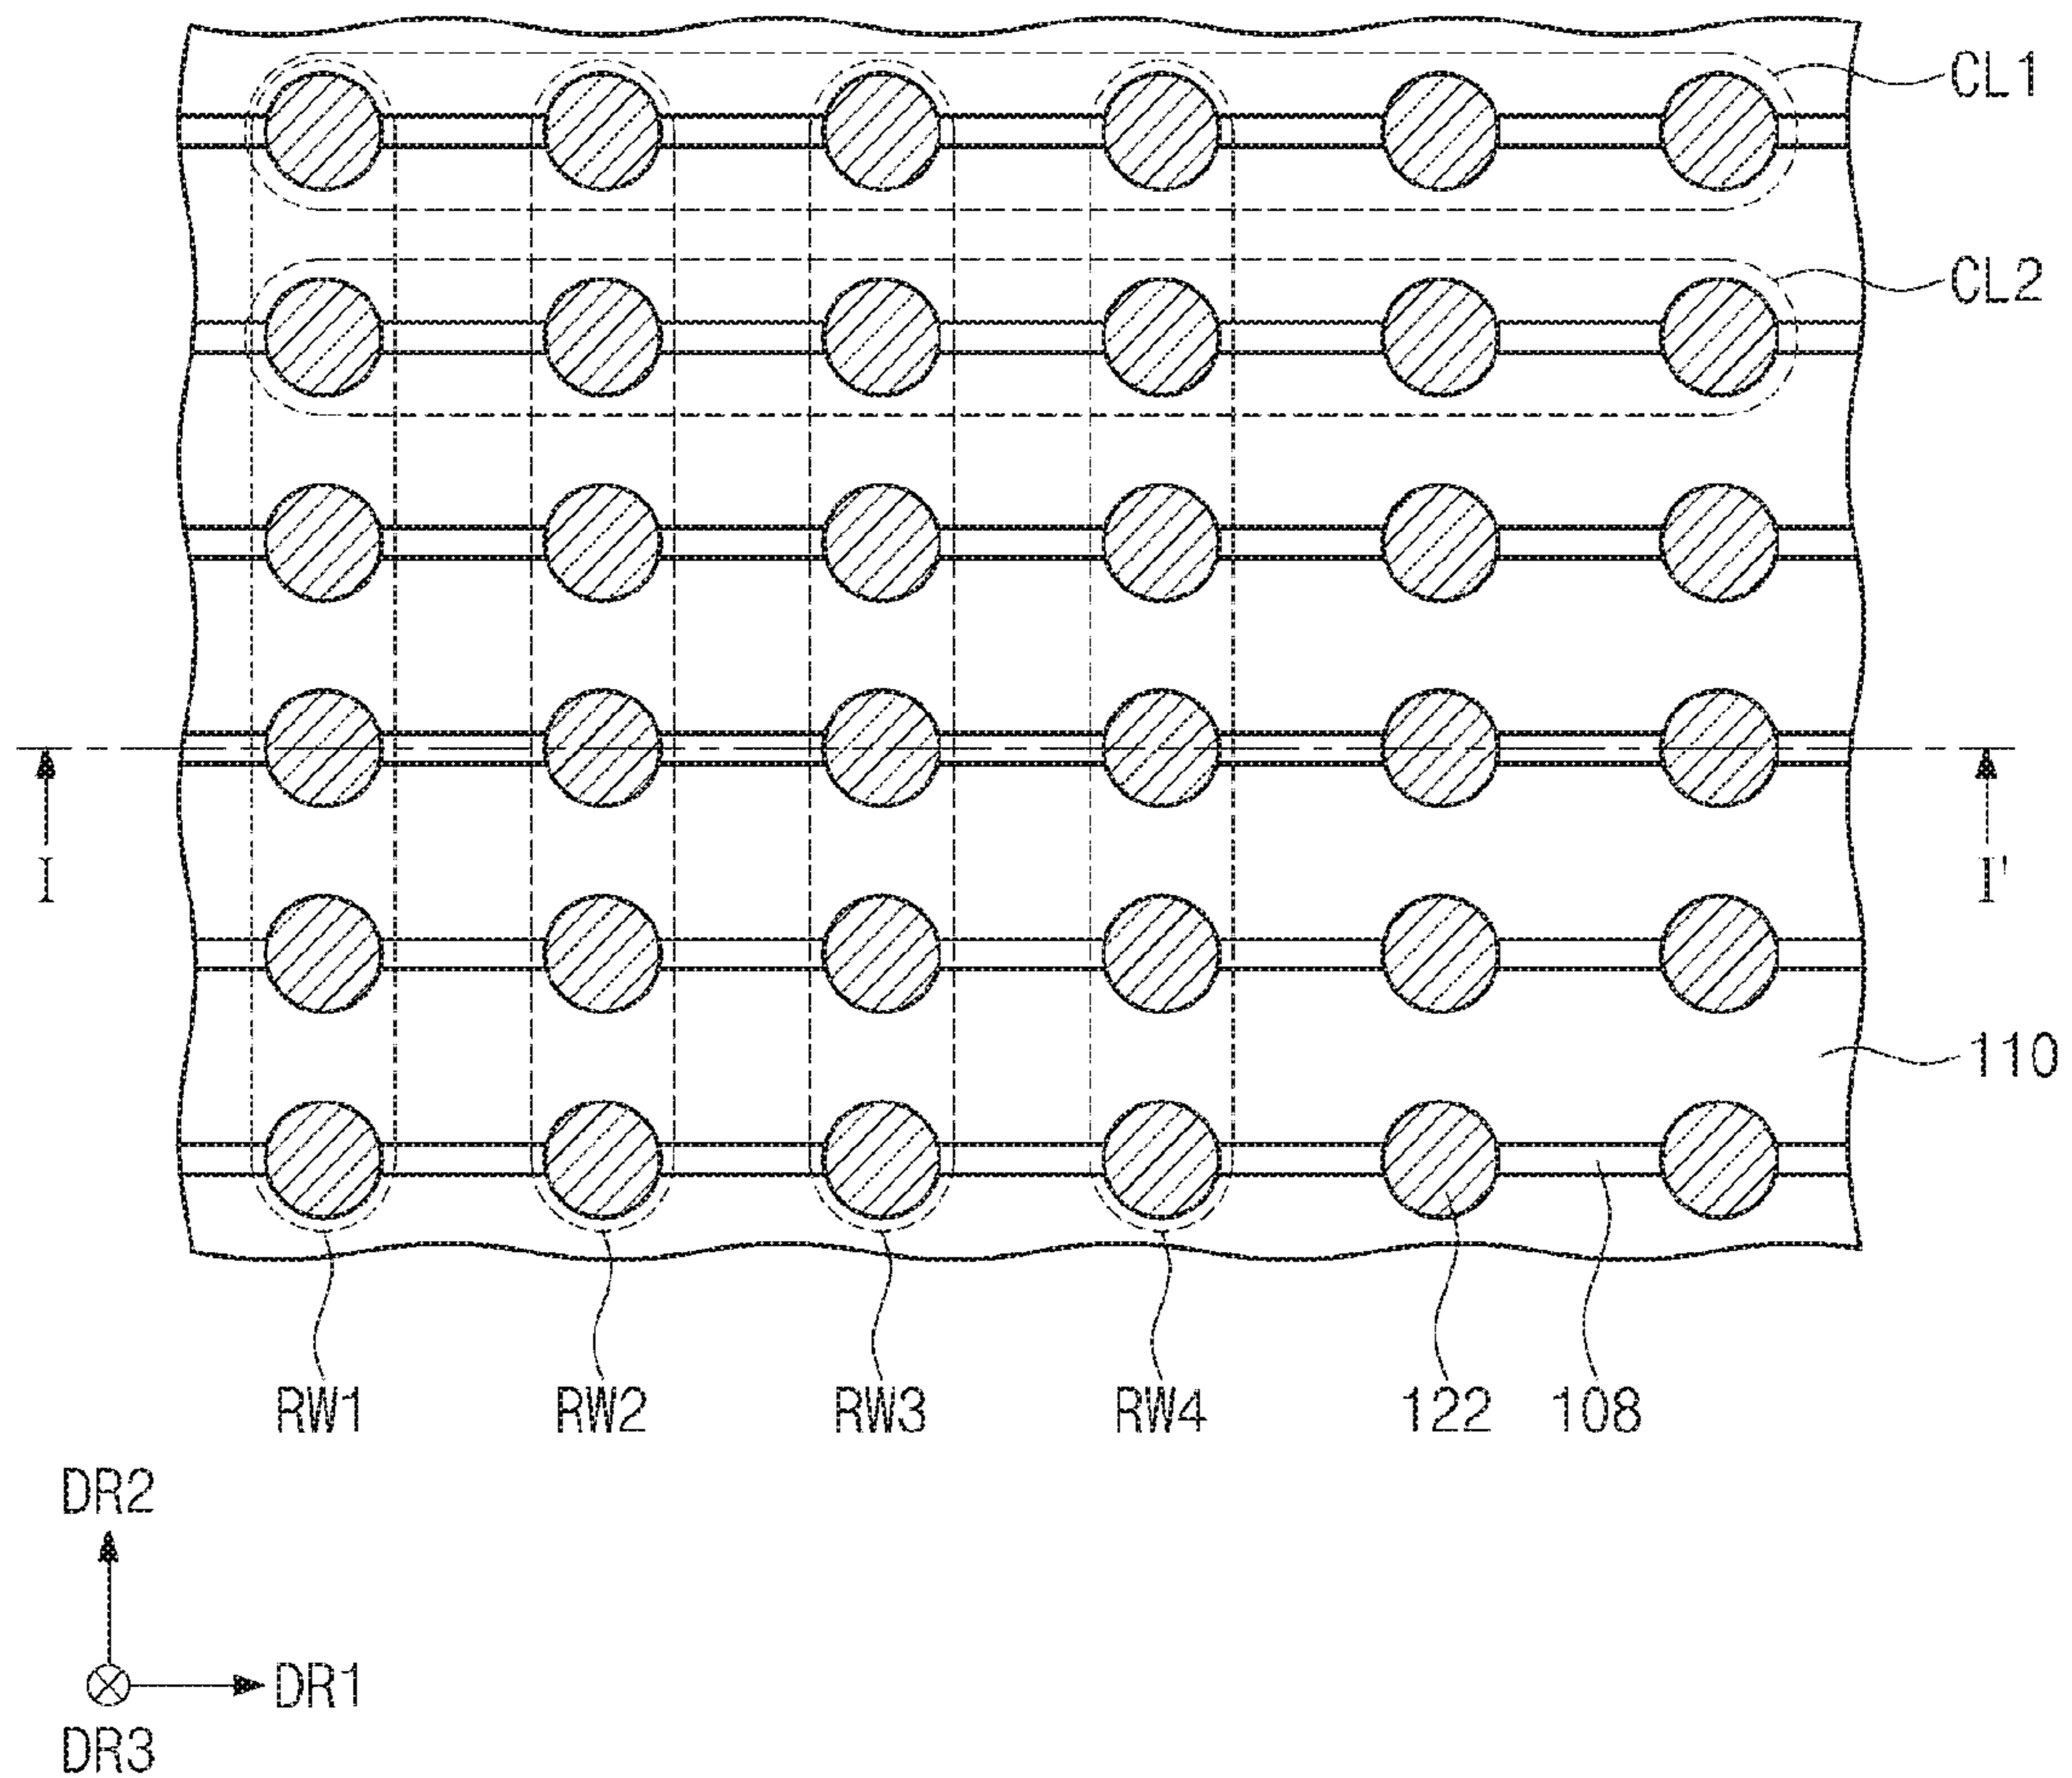 CL1
CL2
I I'
110
RW1 RW2 RW3 RW4 122 108
DR2
DR1
DR3